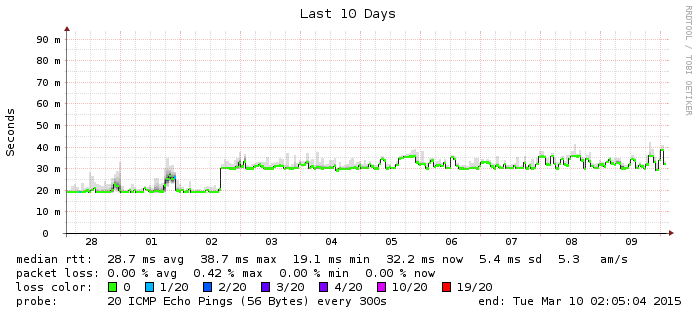 Last 10 Days
RRDTOOL / TOBI OETIKER
Seconds
90 m
80 m
70 m
60 m
50 m
40 m
30 m
20 m
10 m
0
28 01 02 03 04 05 06 07 08 09
median rtt: 28.7 ms avg 38.7 ms max 19.1 ms min 32.2 ms now 5.4 ms sd 5.3 am/s
packet loss: 0.00 % avg 0.42 % max 0.00 % min 0.00 % now
loss color: 0 1/20 2/20 3/20 4/20 10/20 19/20
probe: 20 ICMP Echo Pings (56 Bytes) every 300s end: Tue Mar 10 02:05:04 2015